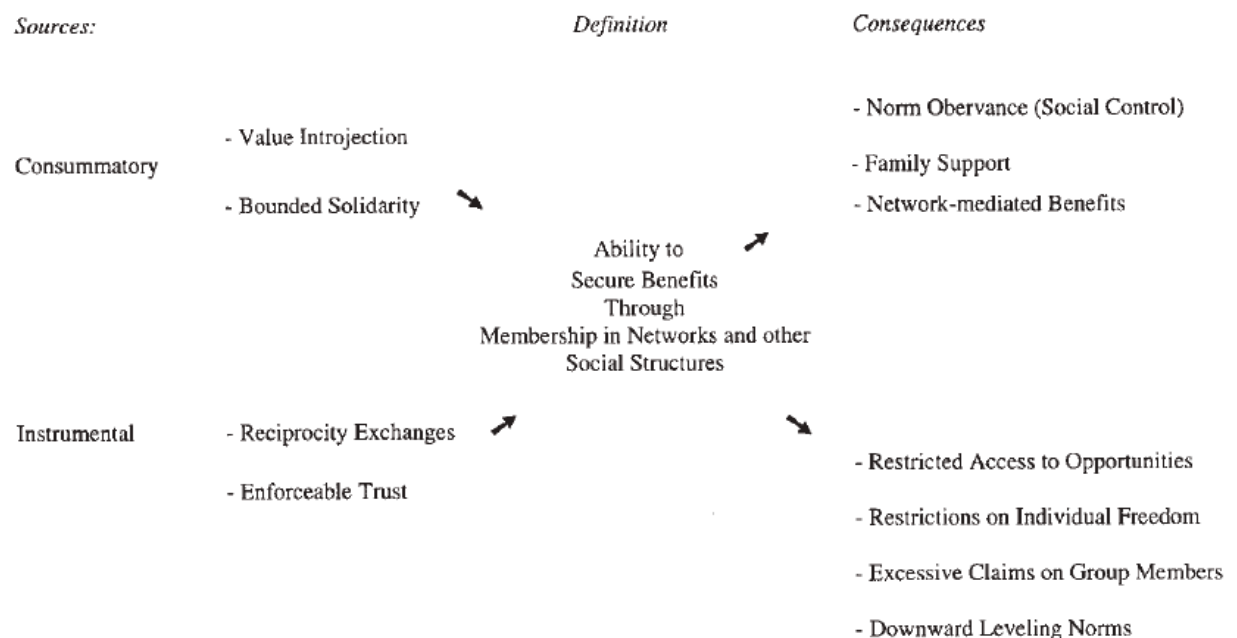 Sources:
Definition
Consequences
- Norm Obervance (Social Control)
- Value Introjection
Consummatory
- Family Support
- Bounded Solidarity
- Network-mediated Benefits
Ability to
Secure Benefits
Through
Membership in Networks and other
Social Structures
Instrumental
- Reciprocity Exchanges
- Enforceable Trust
- Restricted Access to Opportunities
- Restrictions on Individual Freedom
- Excessive Claims on Group Members
- Downward Leveling Norms